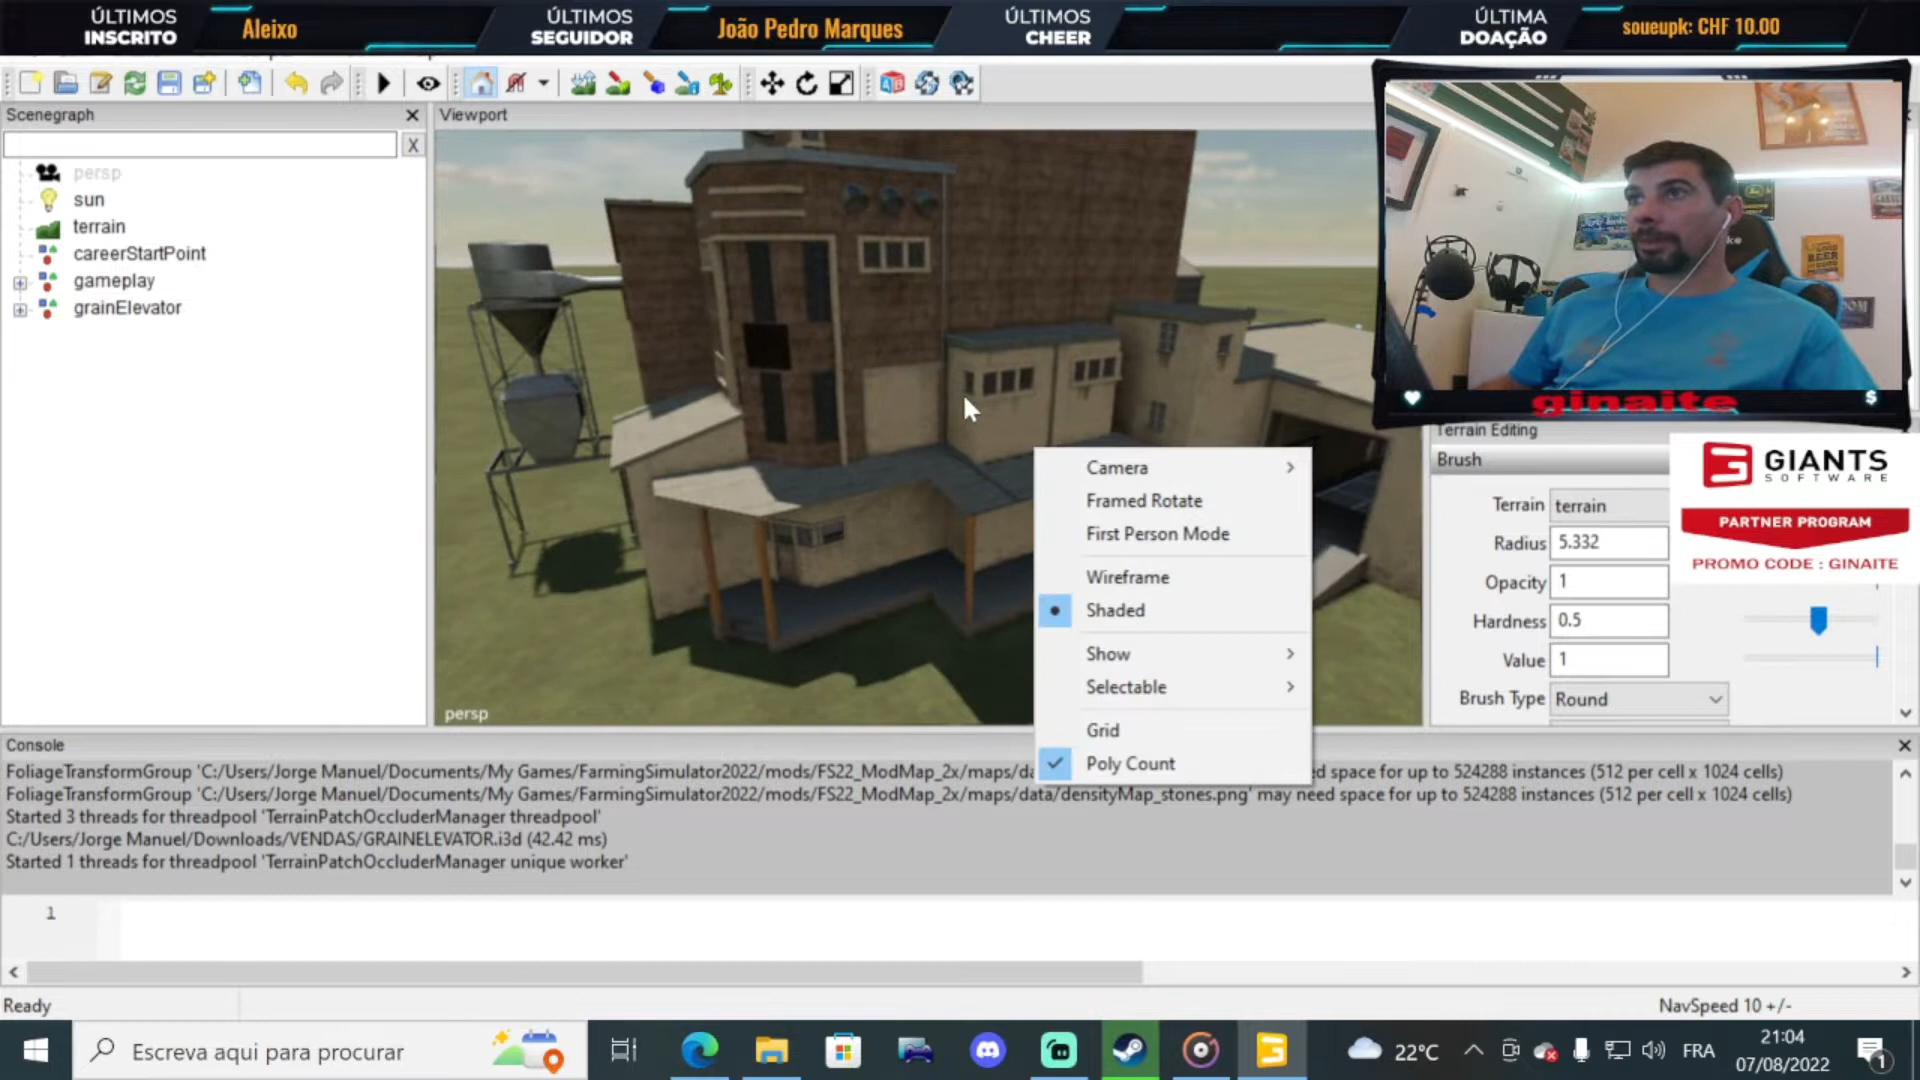 ÚLTIMOS INSCRITO
Aleixo
ÚLTIMOS SEGUIDOR
João Pedro Marques
ÚLTIMOS CHEER
ÚLTIMA DOAÇÃO
soueupk: CHF 10.00
Scenegraph
Viewport
X
persp
sun
terrain
careerStartPoint
gameplay
grainElevator
persp
Camera
Framed Rotate
First Person Mode
Wireframe
Shaded
Show
Selectable
Grid
Poly Count
ginaite
Terrain Editing
Brush
Terrain terrain
Radius 5.332
Opacity 1
Hardness 0.5
Value 1
Brush Type Round
GIANTS
SOFTWARE
PARTNER PROGRAM
PROMO CODE : GINAITE
Console
FoliageTransformGroup 'C:/Users/Jorge Manuel/Documents/My Games/FarmingSimulator2022/mods/FS22_ModMap_2x/maps/da ed space for up to 524288 instances (512 per cell x 1024 cells)
FoliageTransformGroup 'C:/Users/Jorge Manuel/Documents/My Games/FarmingSimulator2022/mods/FS22_ModMap_2x/maps/data/densityMap_stones.png' may need space for up to 524288 instances (512 per cell x 1024 cells)
Started 3 threads for threadpool 'TerrainPatchOccluderManager threadpool'
C:/Users/Jorge Manuel/Downloads/VENDAS/GRAINELEVATOR.i3d (42.42 ms)
Started 1 threads for threadpool 'TerrainPatchOccluderManager unique worker'
1
Ready
NavSpeed 10 +/-
Escreva aqui para procurar
22°C
FRA
21:04
07/08/2022
1